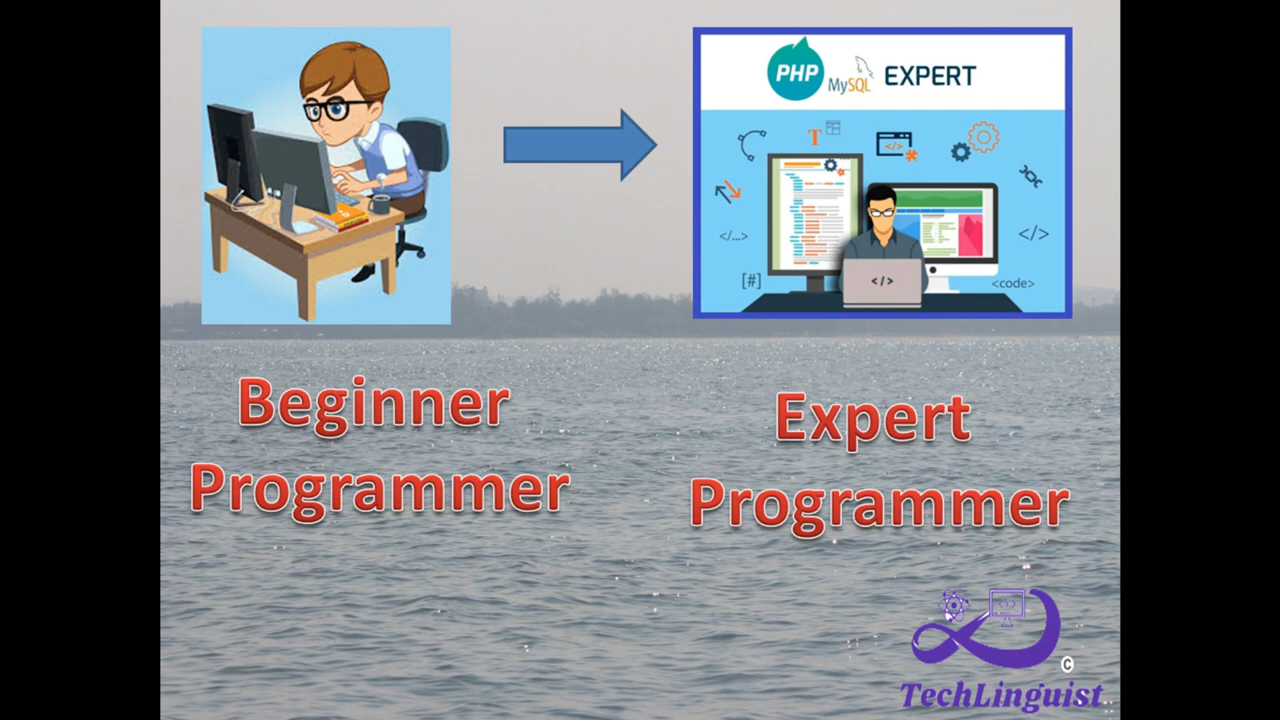 PHP MySQL EXPERT
T
</>
</...>
</>
[#]
</>
<code>
Beginner
Programmer
Expert
Programmer
©
TechLinguist